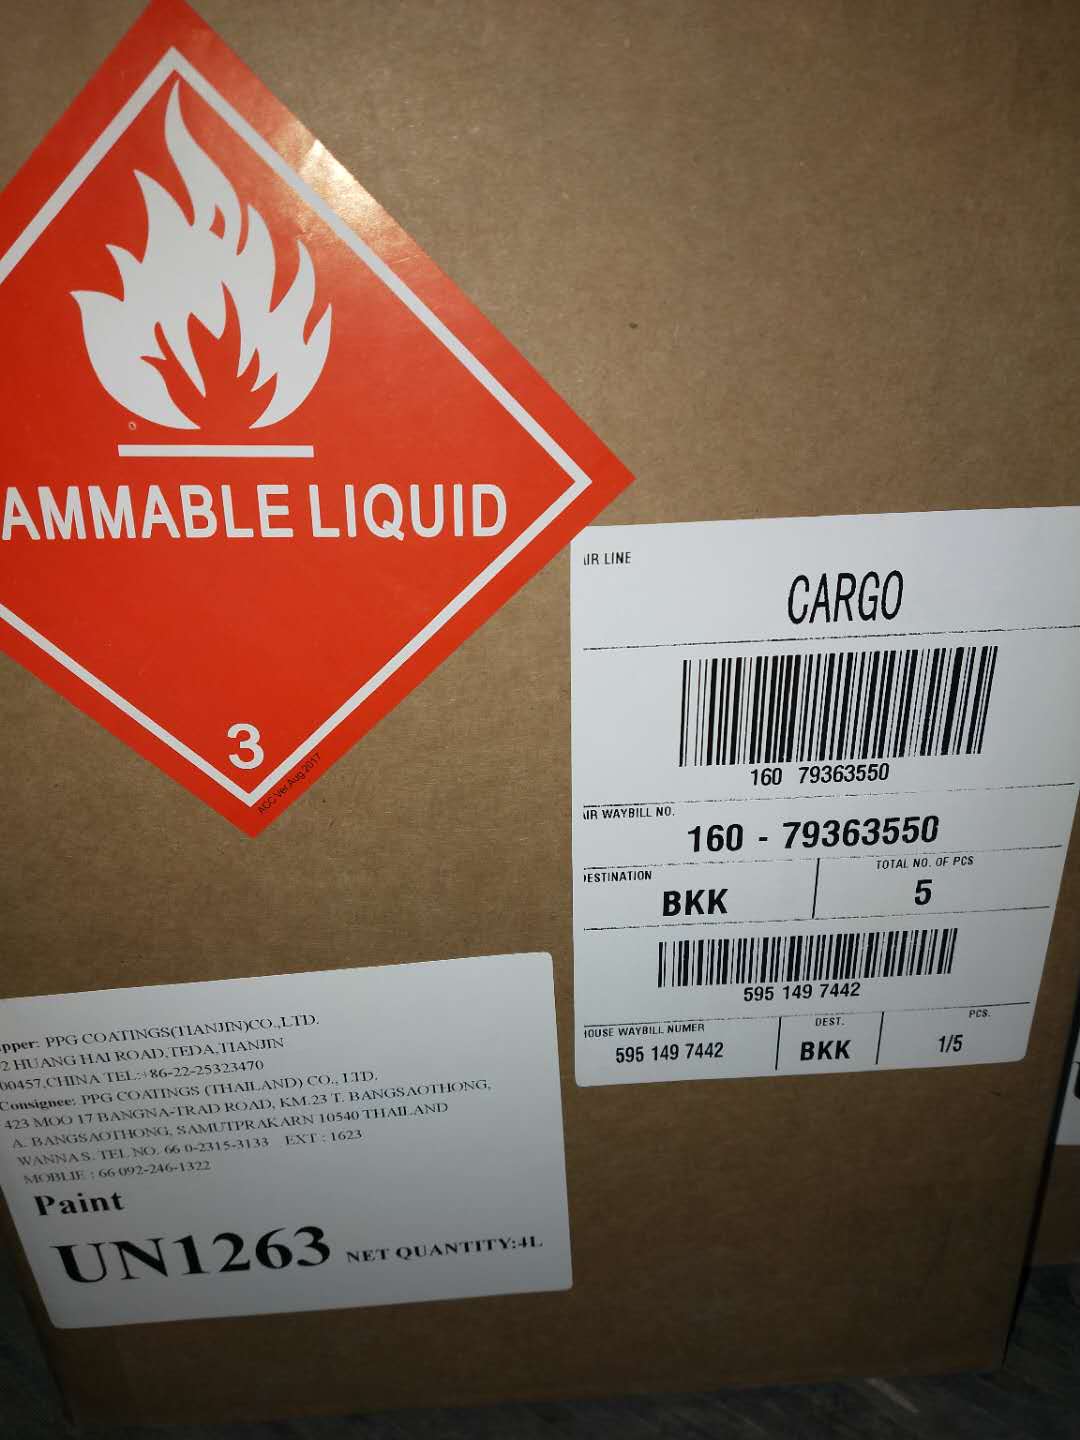 AMMABLE LIQUID
3
ACC Ver.Aug 2017
IR LINE
CARGO
160 79363550
IR WAYBILL NO.
160 - 79363550
ESTINATION
TOTAL NO. OF PCS
BKK
5
595 149 7442
OUSE WAYBILL NUMER
DEST.
PCS.
595 149 7442
BKK
1/5
pper: PPG COATINGS(TIANJIN)CO.,LTD.
2 HUANG HAI ROAD,TEDA,TIANJIN
00457,CHINA TEL:+86-22-25323470
Consignee: PPG COATINGS (THAILAND) CO., LTD.
423 MOO 17 BANGNA-TRAD ROAD, KM.23 T. BANGSAOTHONG,
A. BANGSAOTHONG, SAMUTPRAKARN 10540 THAILAND
WANNA S. TEL NO. 66 0-2315-3133 EXT : 1623
MOBLIE : 66 092-246-1322
Paint
UN1263 NET QUANTITY:4L